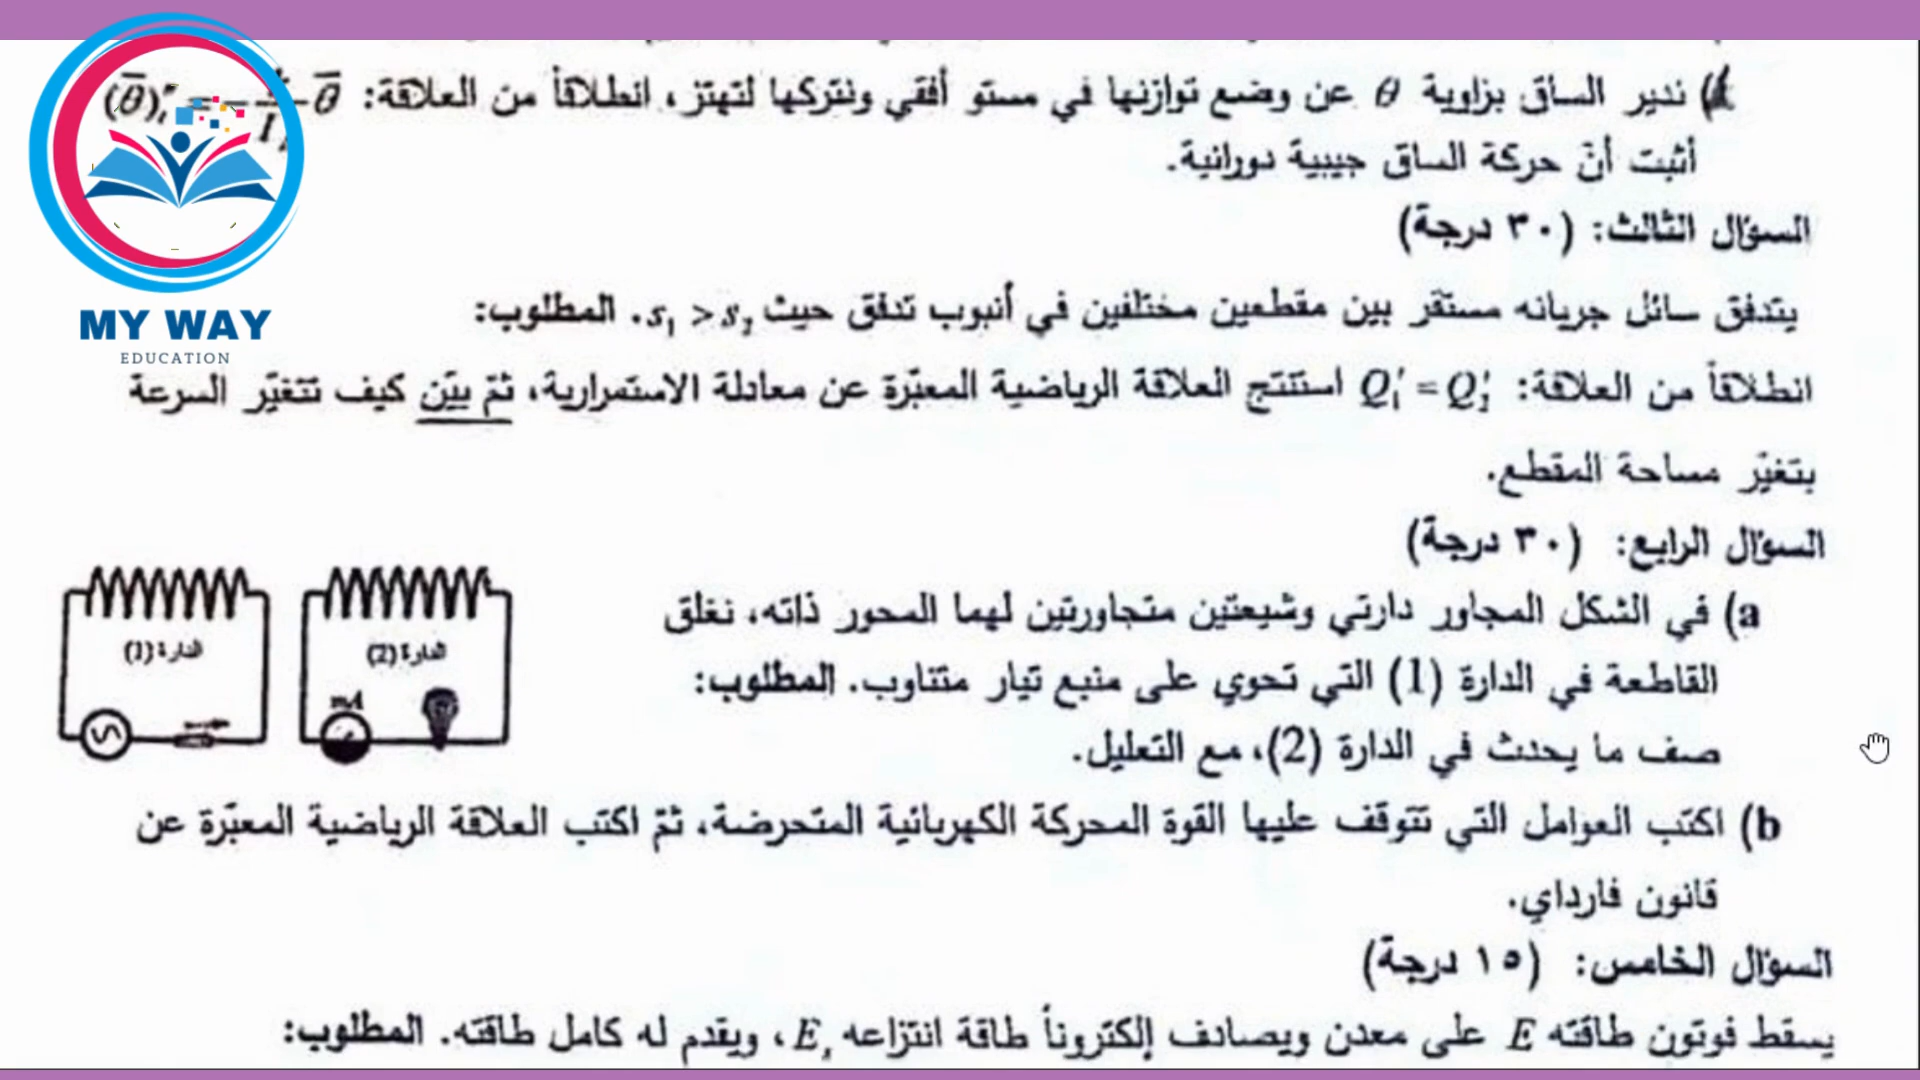 ندير الساق بزاوية θ عن وضع توازنها في مستو أفقي ونتركها لتهتز، انطلاقاً من العلاقة: (θ̄)″ₜ = − θ̄
أثبت أنّ حركة الساق جيبية دورانية.
السؤال الثالث: (٣٠ درجة)
يتدفق سائل جريانه مستقر بين مقطعين مختلفين في أنبوب تدفق حيث s₁ > s₂. المطلوب:
انطلاقاً من العلاقة: Q₁′ = Q₂′ استنتج العلاقة الرياضية المعبّرة عن معادلة الاستمرارية، ثمّ بيّن كيف تتغيّر السرعة
بتغيّر مساحة المقطع.
السؤال الرابع: (٣٠ درجة)
a) في الشكل المجاور دارتي وشيعتين متجاورتين لهما المحور ذاته، نغلق
القاطعة في الدارة (1) التي تحوي على منبع تيار متناوب. المطلوب:
صف ما يحدث في الدارة (2)، مع التعليل.
الدارة (1)
الدارة (2)
mA
b) اكتب العوامل التي تتوقف عليها القوة المحركة الكهربائية المتحرضة، ثمّ اكتب العلاقة الرياضية المعبّرة عن
قانون فارداي.
السؤال الخامس: (١٥ درجة)
يسقط فوتون طاقته E على معدن ويصادف إلكتروناً طاقة انتزاعه Eₛ، ويقدم له كامل طاقته. المطلوب:
MY WAY
EDUCATION